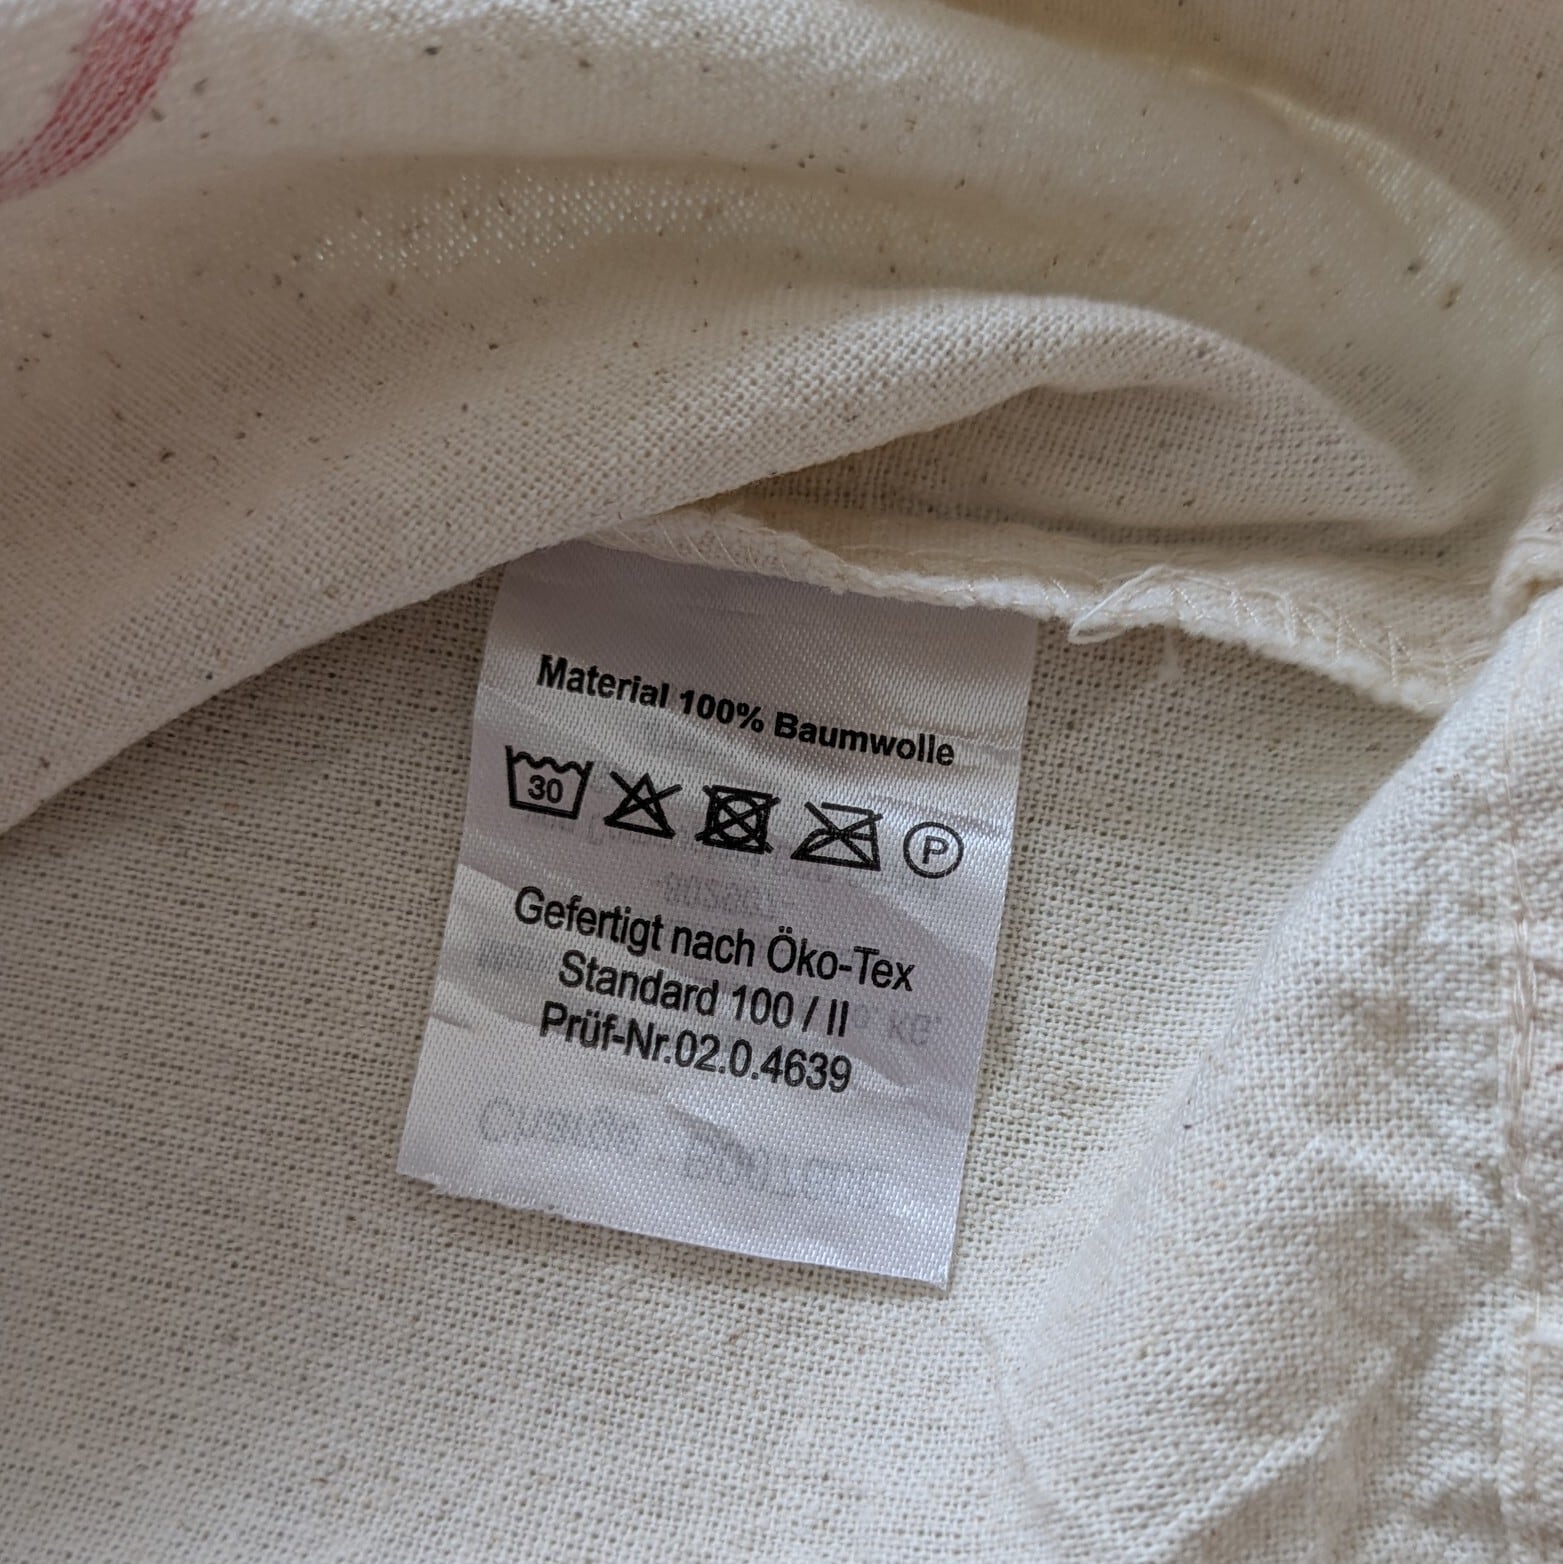 Material 100% Baumwolle
30 P
Gefertigt nach Öko-Tex
Standard 100 / II
Prüf-Nr.02.0.4639